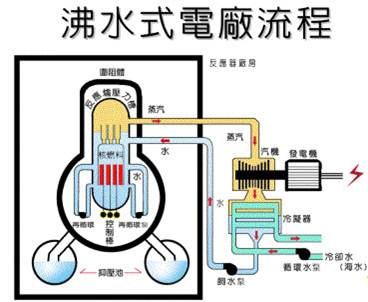 沸水式電廠流程
反應器廠房
圍阻體
反應爐壓力槽
蒸汽
蒸汽
汽機
發電機
核燃料
水
水
水
冷凝器
再循環
控制棒
再循環泵
抑壓池
飼水泵
循環水泵
冷卻水
(海水)